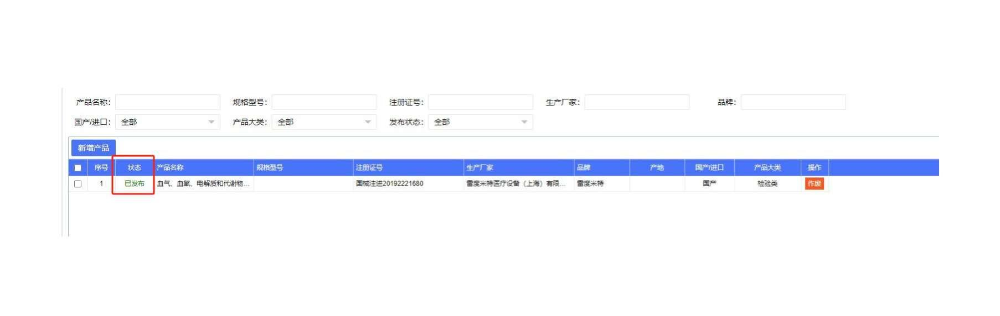 产品名称： 规格型号： 注册证号： 生产厂家： 品牌：
国产/进口： 全部 产品大类： 全部 发布状态： 全部
新增产品
序号 状态 产品名称 规格型号 注册证号 生产厂家 品牌 产地 国产/进口 产品大类 操作
1 已发布 血气、血氧、电解质和代谢物... 国械注进20192221680 雷度米特医疗设备（上海）有限... 雷度米特 国产 检验类 作废